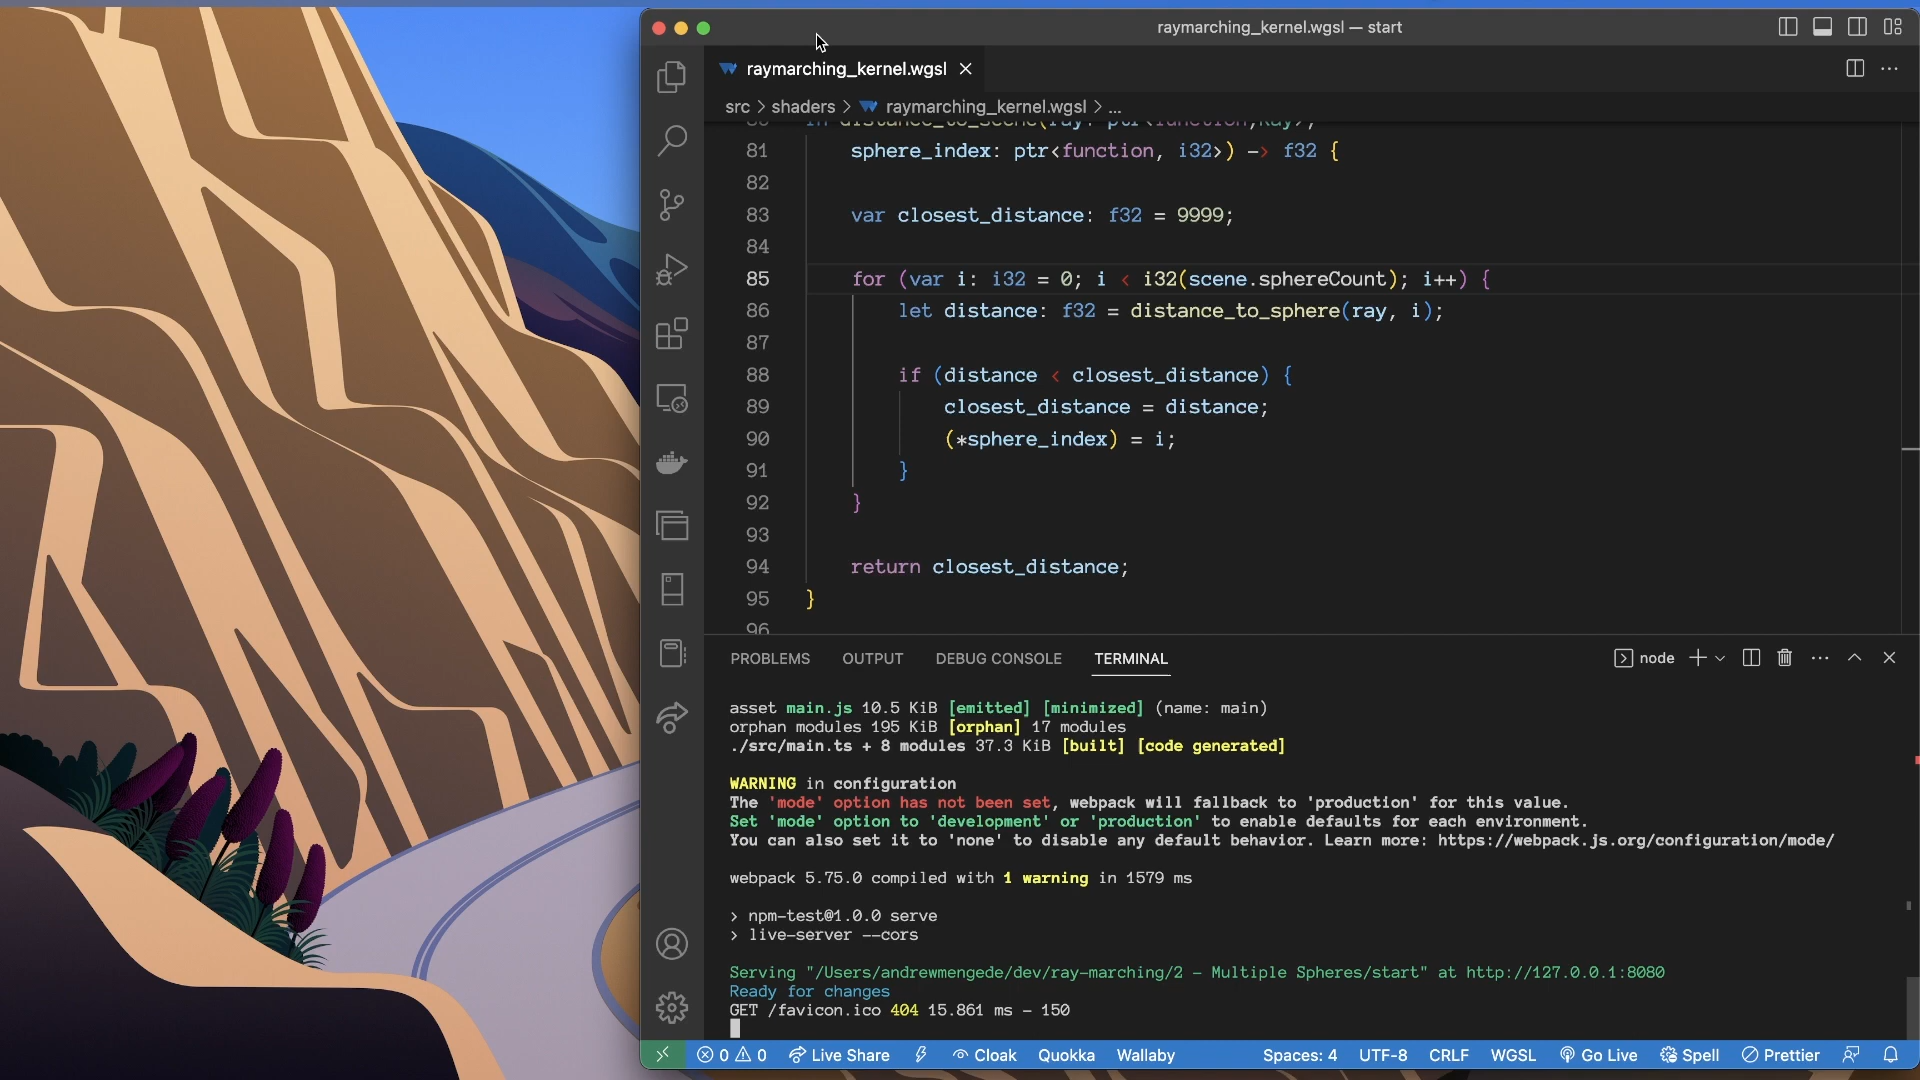 raymarching_kernel.wgsl — start
raymarching_kernel.wgsl
src > shaders > raymarching_kernel.wgsl > ...
81 sphere_index: ptr<function, i32>) -> f32 {
82
83 var closest_distance: f32 = 9999;
84
85 for (var i: i32 = 0; i < i32(scene.sphereCount); i++) {
86 let distance: f32 = distance_to_sphere(ray, i);
87
88 if (distance < closest_distance) {
89 closest_distance = distance;
90 (*sphere_index) = i;
91 }
92 }
93
94 return closest_distance;
95 }
96
PROBLEMS OUTPUT DEBUG CONSOLE TERMINAL node
asset main.js 10.5 KiB [emitted] [minimized] (name: main)
orphan modules 195 KiB [orphan] 17 modules
./src/main.ts + 8 modules 37.3 KiB [built] [code generated]
WARNING in configuration
The 'mode' option has not been set, webpack will fallback to 'production' for this value.
Set 'mode' option to 'development' or 'production' to enable defaults for each environment.
You can also set it to 'none' to disable any default behavior. Learn more: https://webpack.js.org/configuration/mode/
webpack 5.75.0 compiled with 1 warning in 1579 ms
> npm-test@1.0.0 serve
> live-server --cors
Serving "/Users/andrewmengede/dev/ray-marching/2 - Multiple Spheres/start" at http://127.0.0.1:8080
Ready for changes
GET /favicon.ico 404 15.861 ms - 150
0 0 Live Share Cloak Quokka Wallaby Spaces: 4 UTF-8 CRLF WGSL Go Live Spell Prettier